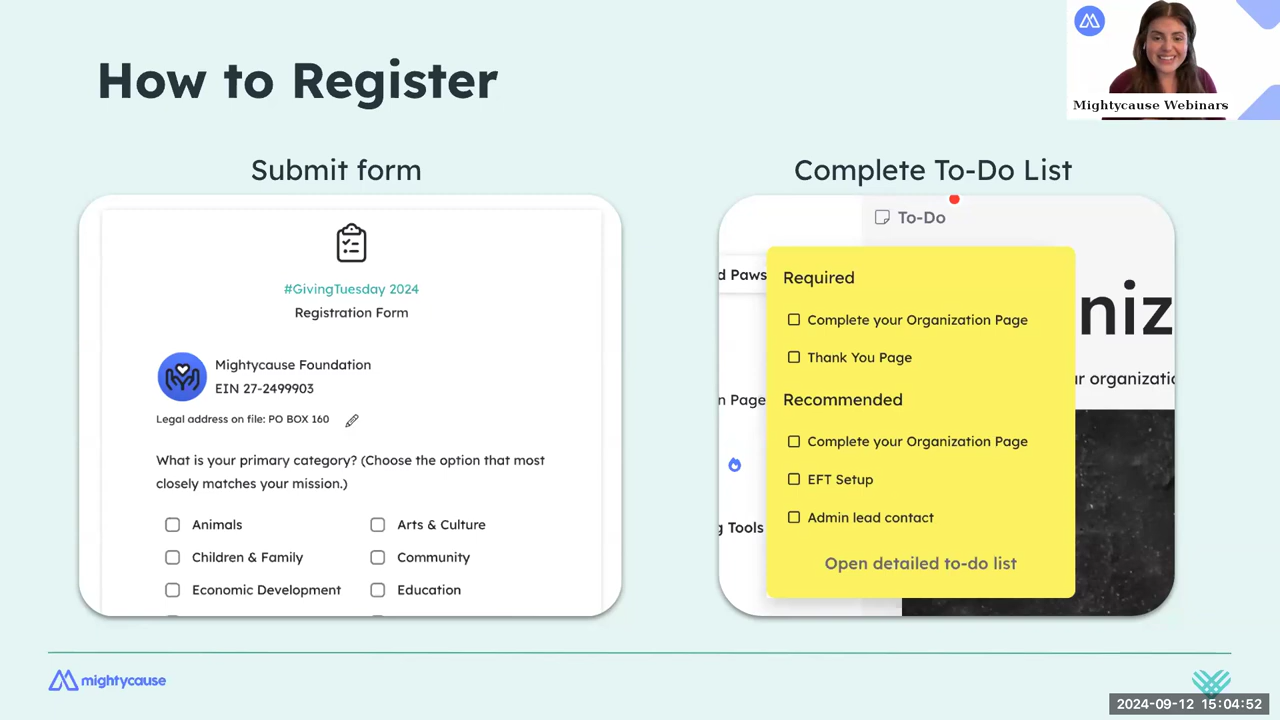 How to Register
Mightycause Webinars
Submit form
#GivingTuesday 2024
Registration Form
Mightycause Foundation
EIN 27-2499903
Legal address on file: PO BOX 160
What is your primary category? (Choose the option that most
closely matches your mission.)
Animals
Arts & Culture
Children & Family
Community
Economic Development
Education
Complete To-Do List
To-Do
d Paws
niz
Required
Complete your Organization Page
Thank You Page
ur organizatic
Recommended
n Page
Complete your Organization Page
EFT Setup
Admin lead contact
g Tools
Open detailed to-do list
mightycause
2024-09-12 15:04:52